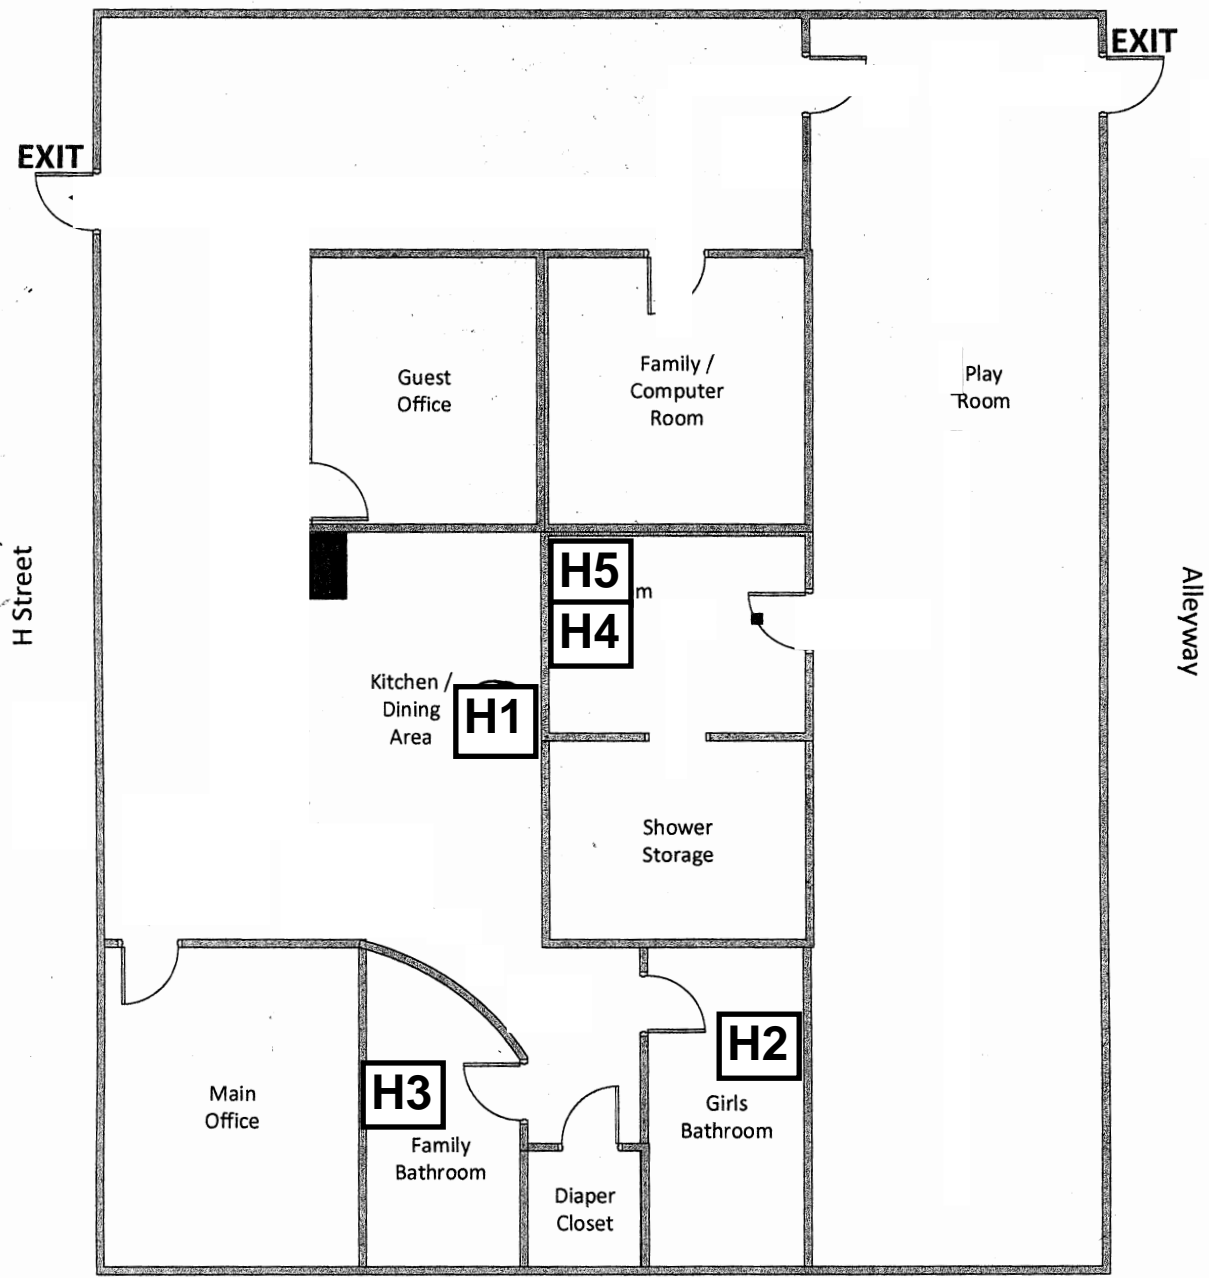 EXIT
EXIT
Guest
Office
Family /
Computer
Room
Play
Room
H Street
Alleyway
H5
m
H4
Kitchen /
Dining
Area
H1
Shower
Storage
H2
Girls
Bathroom
Main
Office
H3
Family
Bathroom
Diaper
Closet